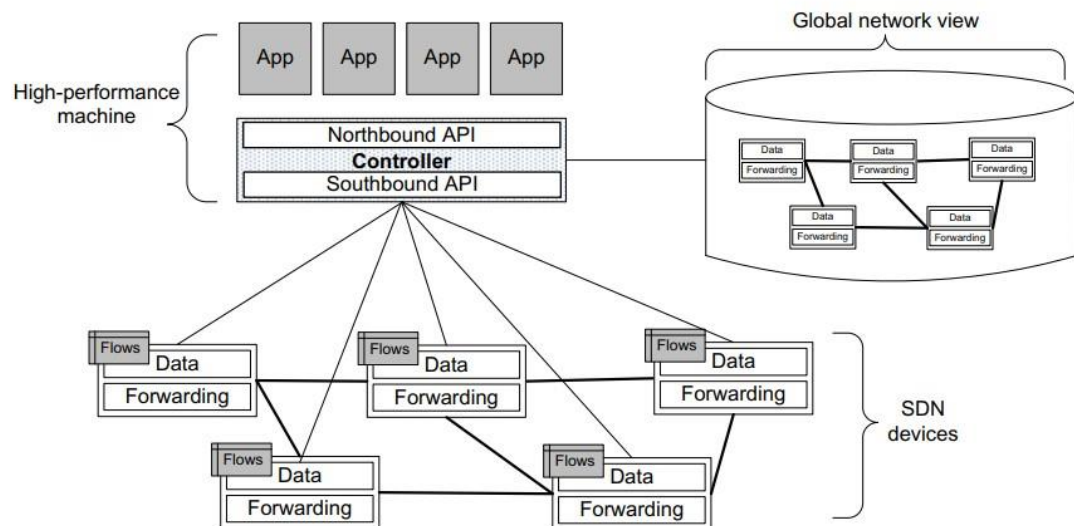 Global network view
App App App App
High-performance
machine
Northbound API
Controller
Southbound API
Data
Forwarding
Data
Forwarding
Data
Forwarding
Data
Forwarding
Data
Forwarding
Flows
Data
Forwarding
Flows
Data
Forwarding
Flows
Data
Forwarding
Flows
Data
Forwarding
Flows
Data
Forwarding
SDN
devices